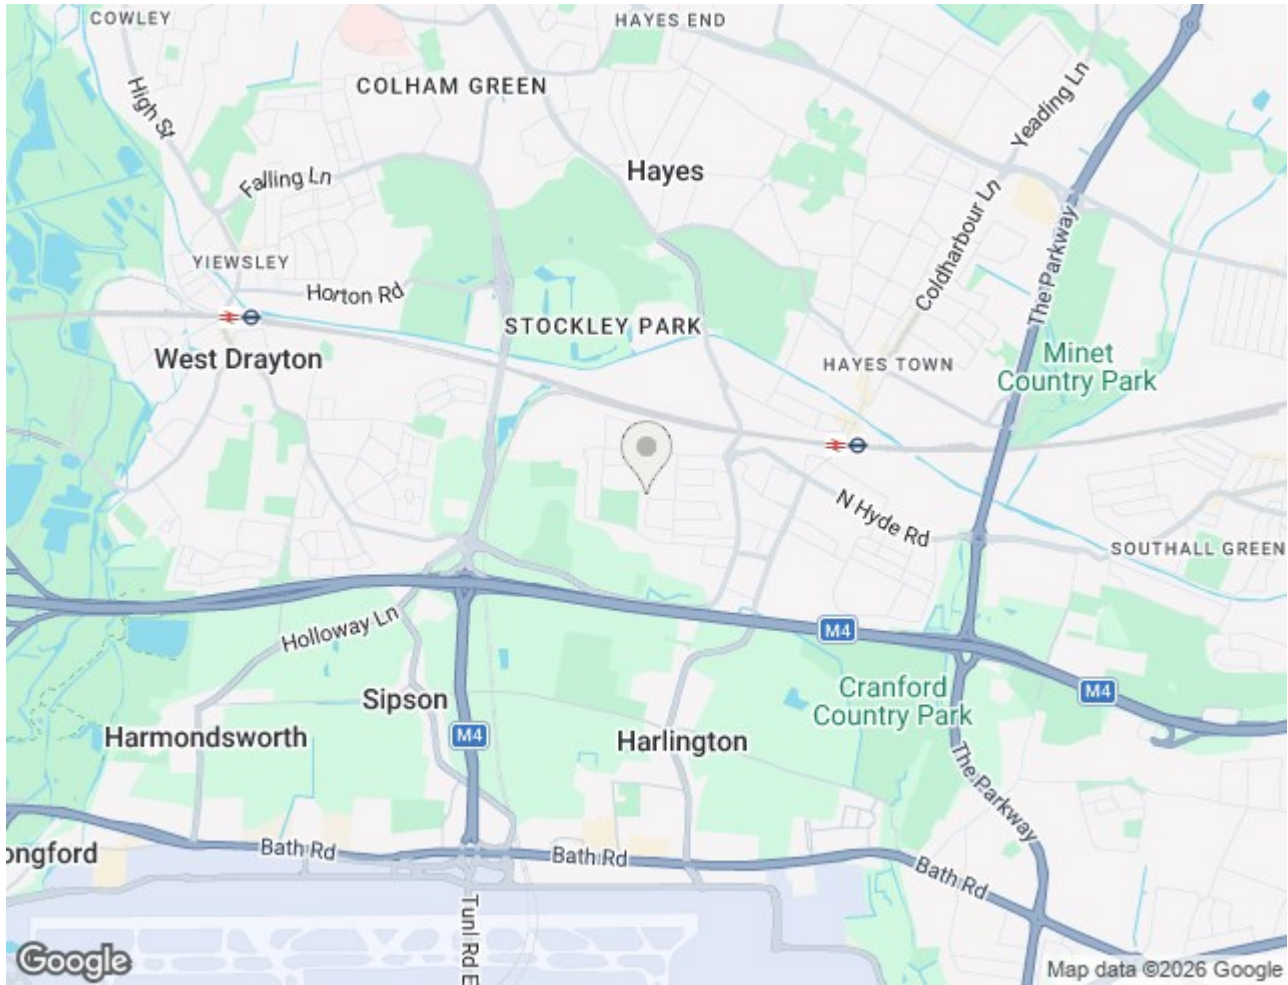 COWLEY
HAYES END
COLHAM GREEN
High St
Yeading Ln
Falling Ln
Hayes
Coldharbour Ln
The Parkway
YIEWSLEY
Horton Rd
STOCKLEY PARK
West Drayton
HAYES TOWN
Minet
Country Park
N Hyde Rd
SOUTHALL GREEN
Holloway Ln
M4
Sipson
Cranford
Country Park
M4
Harmondsworth
M4
Harlington
The Parkway
ongford
Bath Rd
Bath Rd
Bath Rd
Tunl Rd E
Google
Map data ©2026 Google